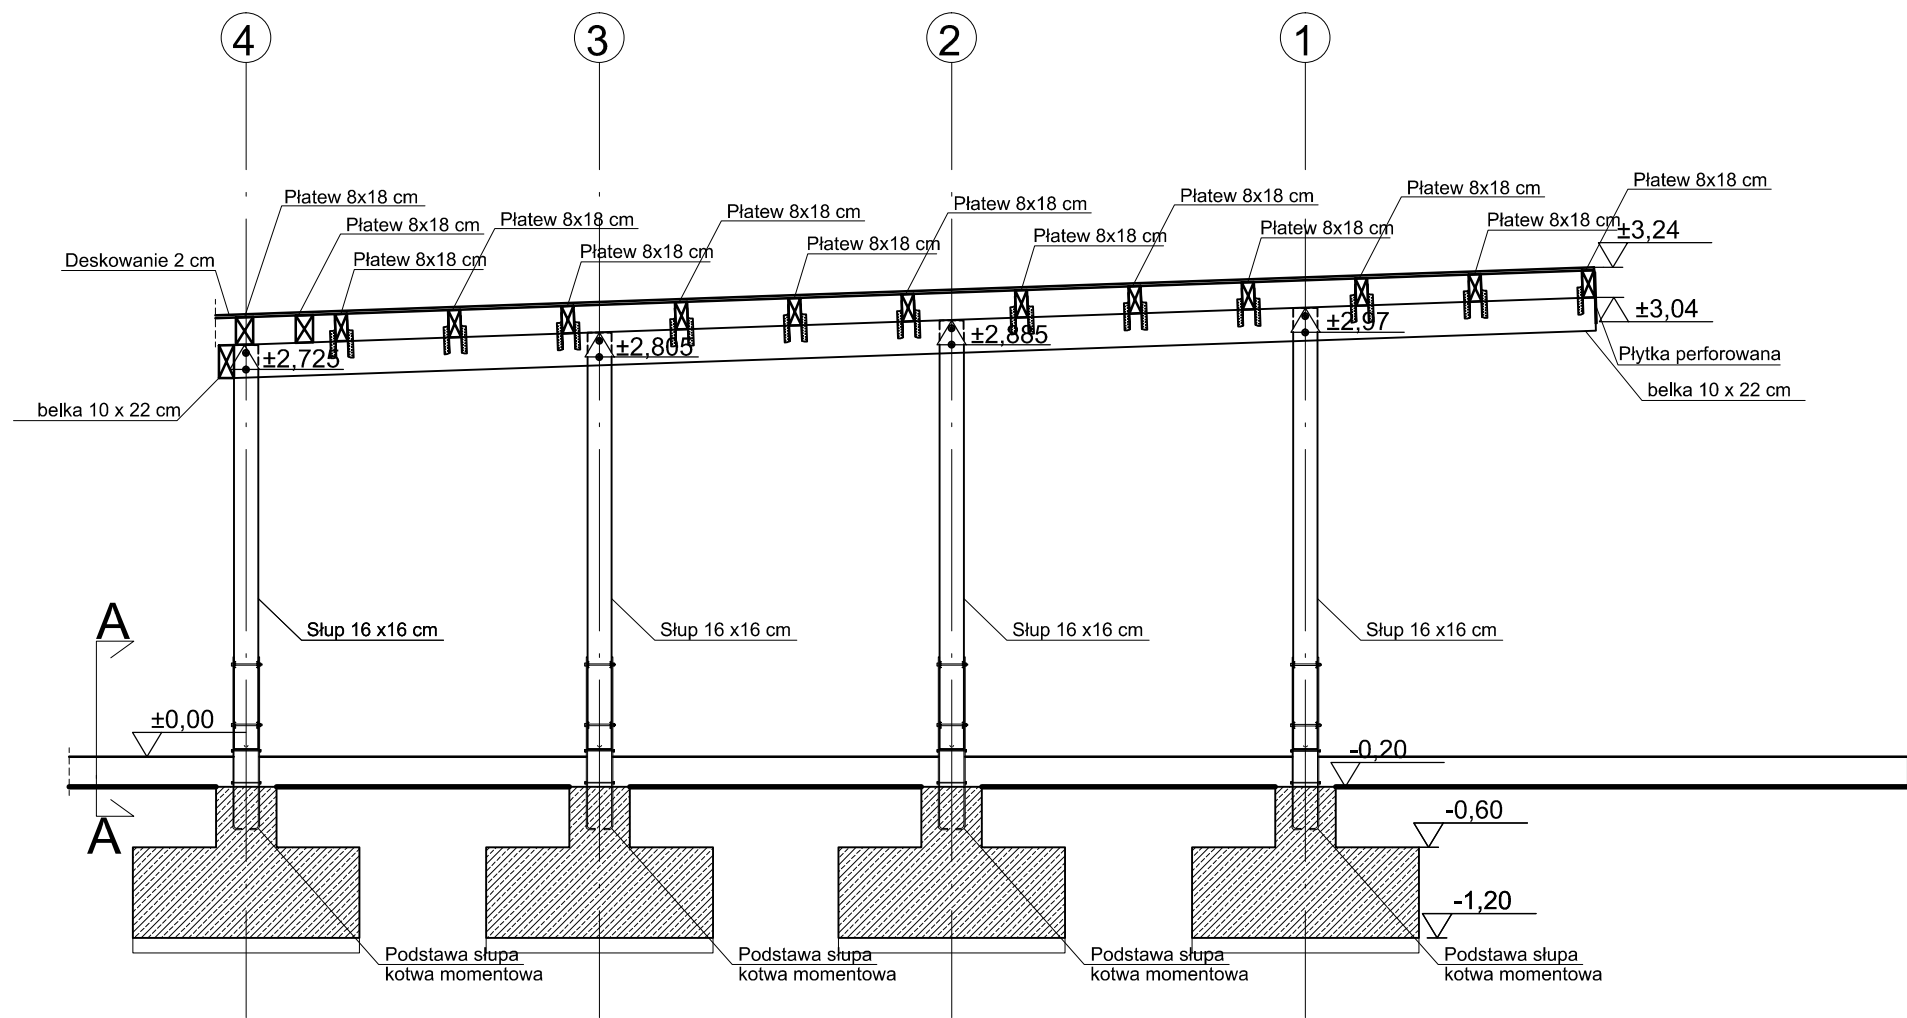 4
3
2
1
Płatew 8x18 cm
Płatew 8x18 cm
Płatew 8x18 cm
Płatew 8x18 cm
Płatew 8x18 cm
Płatew 8x18 cm
Płatew 8x18 cm
Płatew 8x18 cm
Płatew 8x18 cm
Płatew 8x18 cm
Płatew 8x18 cm
Płatew 8x18 cm
Płatew 8x18 cm
Płatew 8x18 cm
±3,24
Deskowanie 2 cm
±3,04
±2,97
±2,885
±2,805
±2,725
Płytka perforowana
belka 10 x 22 cm
belka 10 x 22 cm
A
Słup 16 x16 cm
Słup 16 x16 cm
Słup 16 x16 cm
Słup 16 x16 cm
±0,00
-0,20
A
-0,60
-1,20
Podstawa słupa
kotwa momentowa
Podstawa słupa
kotwa momentowa
Podstawa słupa
kotwa momentowa
Podstawa słupa
kotwa momentowa